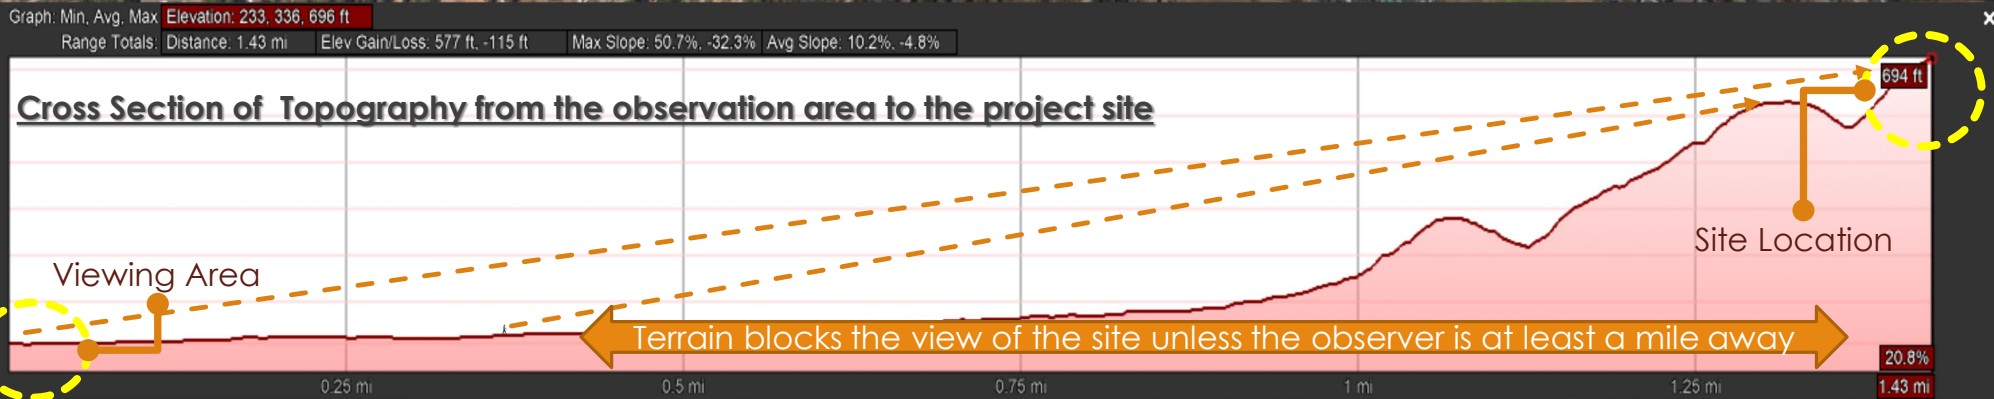 Graph: Min, Avg, Max Elevation: 233, 336, 696 ft
Range Totals: Distance: 1.43 mi Elev Gain/Loss: 577 ft, -115 ft Max Slope: 50.7%, -32.3% Avg Slope: 10.2%, -4.8%
694 ft
Cross Section of Topography from the observation area to the project site
Site Location
Viewing Area
Terrain blocks the view of the site unless the observer is at least a mile away
20.8%
0.25 mi 0.5 mi 0.75 mi 1 mi 1.25 mi 1.43 mi